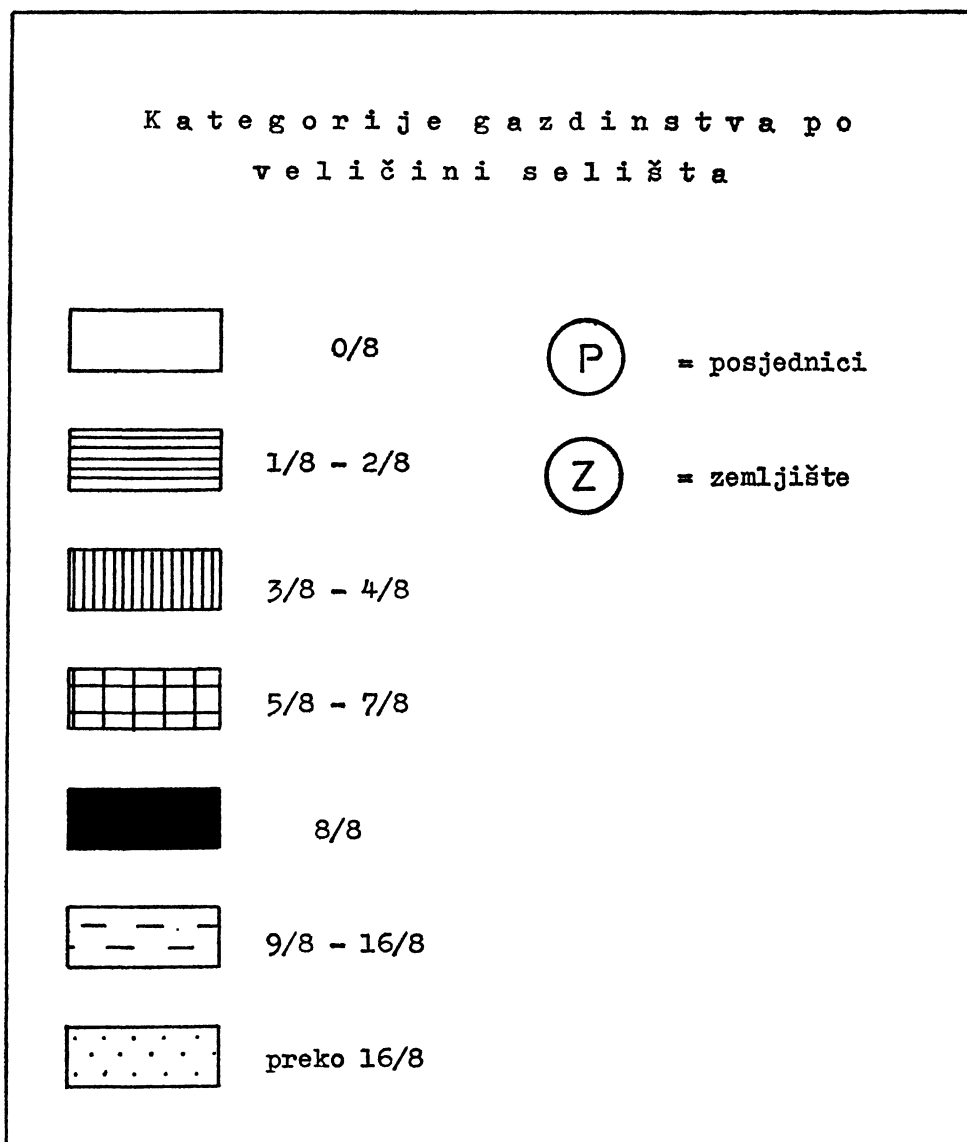 Kategorije gazdinstva po
veličini selišta
0/8
P = posjednici
1/8 - 2/8
Z = zemljište
3/8 - 4/8
5/8 - 7/8
8/8
9/8 - 16/8
preko 16/8